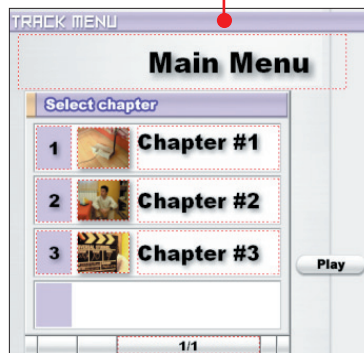 TRACK MENU
Main Menu
Select chapter
1 Chapter #1
2 Chapter #2
3 Chapter #3
Play
1/1